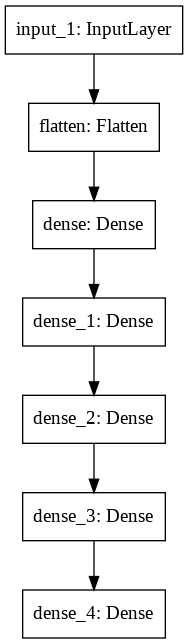 input_1: InputLayer
flatten: Flatten
dense: Dense
dense_1: Dense
dense_2: Dense
dense_3: Dense
dense_4: Dense